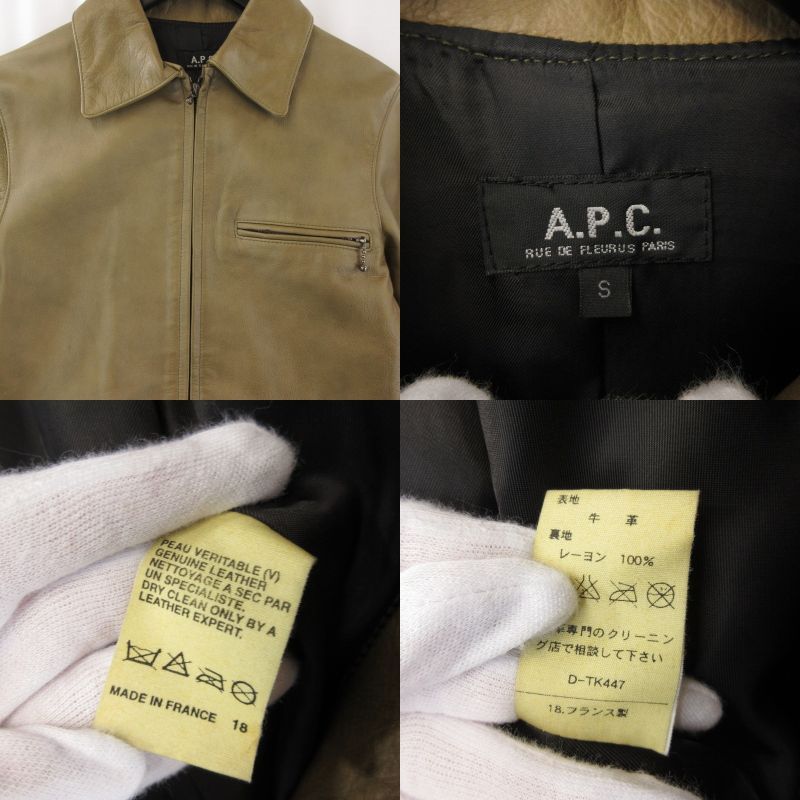 A.P.C.
A.P.C.
RUE DE FLEURUS PARIS
S
PEAU VERITABLE (V)
GENUINE LEATHER
NETTOYAGE A SEC PAR
UN SPECIALISTE.
DRY CLEAN ONLY BY A
LEATHER EXPERT.
MADE IN FRANCE 18
表地
牛 革
裏地
レーヨン 100%
専門のクリーニン
グ店で相談して下さい
D-TK447
18.フランス製